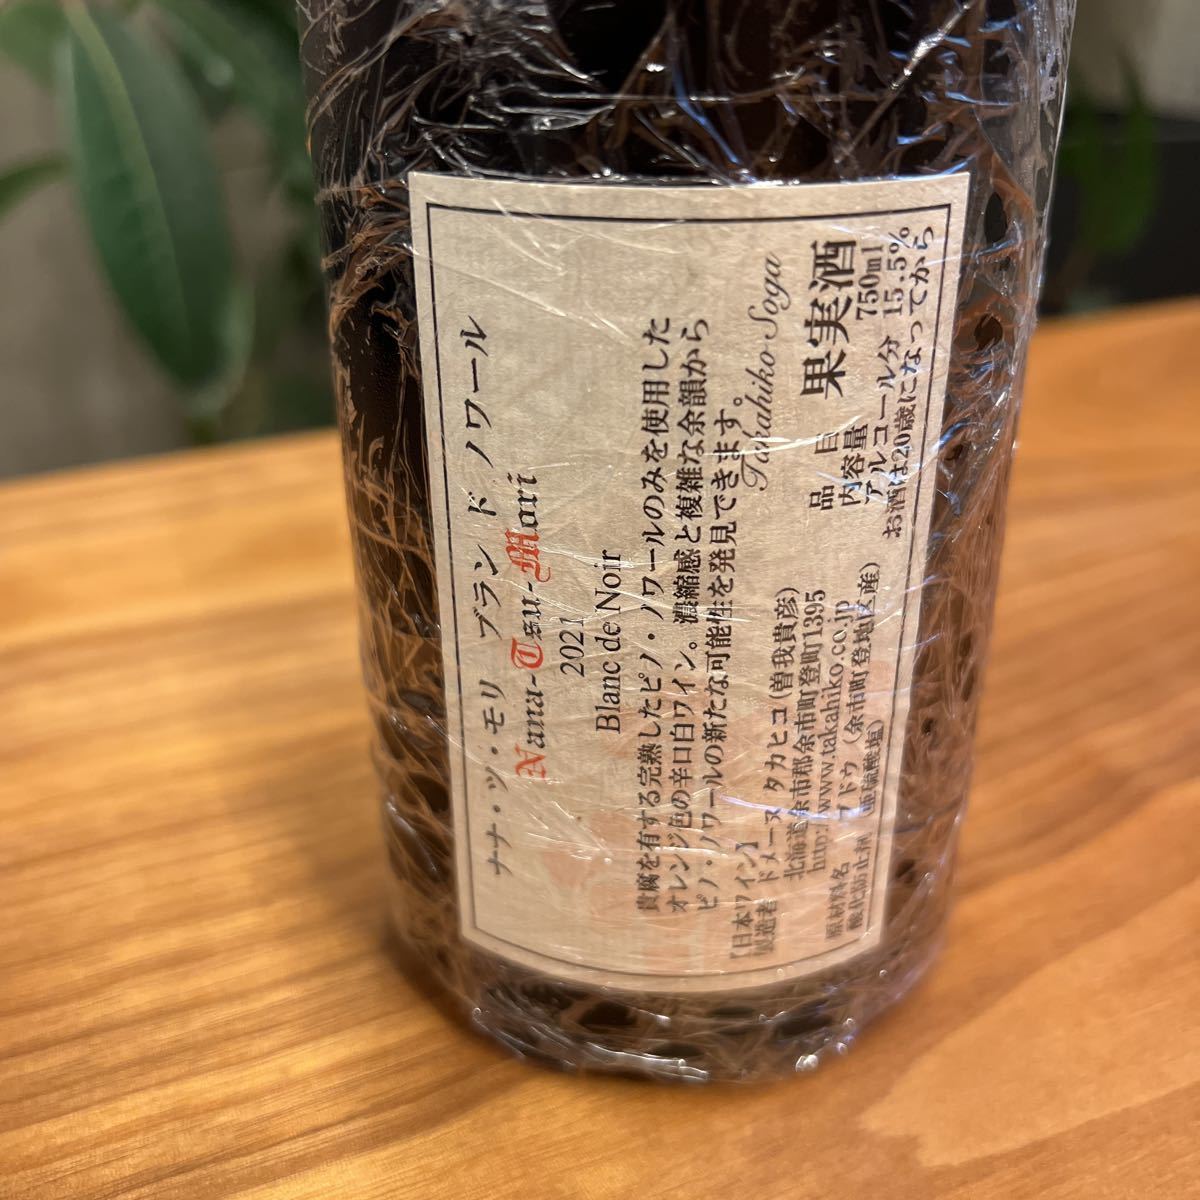 ナナ・ツ・モリ ブラン ド ノワール
Nana-Tsu-Mori
2021
Blanc de Noir
貴腐を有する完熟したピノ・ノワールのみを使用した
オレンジ色の辛口白ワイン。濃縮感と複雑な余韻から
ピノ・ノワールの新たな可能性を発見できます。
Takahiko Soga
【日本ワイン】
製造者 ドメーヌ タカヒコ(曽我貴彦)
北海道余市郡余市町登町1395
http://www.takahiko.co.jp
原材料名 ブドウ(余市町登地区産)
酸化防止剤(亜硫酸塩)
品目 果実酒
内容量 750ml
アルコール分 15.5%
お酒は20歳になってから